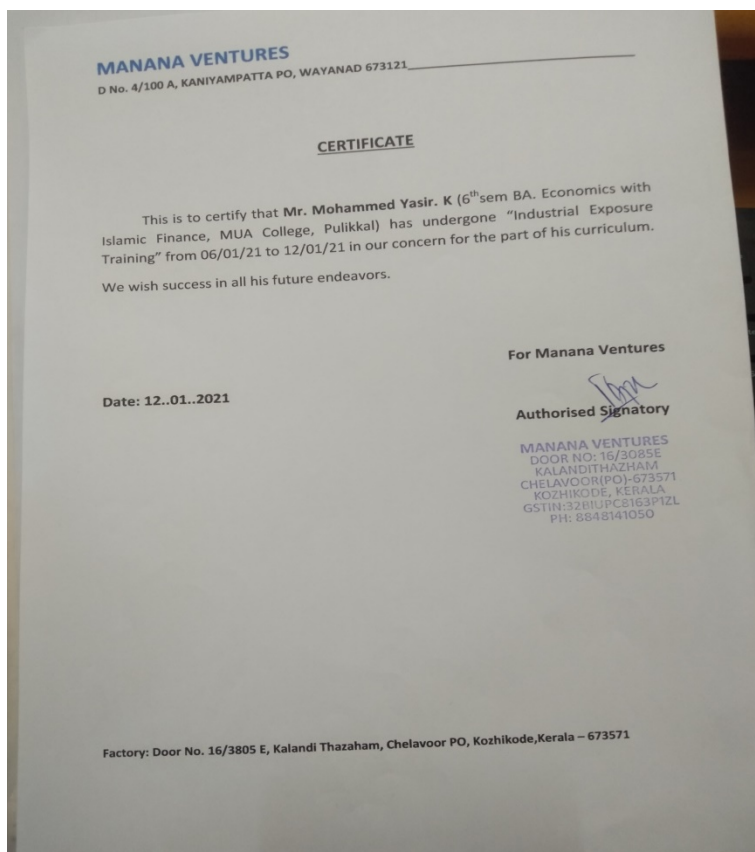 MANANA VENTURES
D No. 4/100 A, KANIYAMPATTA PO, WAYANAD 673121
CERTIFICATE
This is to certify that Mr. Mohammed Yasir. K (6thsem BA. Economics with
Islamic Finance, MUA College, Pulikkal) has undergone “Industrial Exposure
Training” from 06/01/21 to 12/01/21 in our concern for the part of his curriculum.
We wish success in all his future endeavors.
For Manana Ventures
Date: 12..01..2021
Authorised Signatory
MANANA VENTURES
DOOR NO: 16/3085E
KALANDITHAZHAM
CHELAVOOR(PO)-673571
KOZHIKODE, KERALA
GSTIN:32BIUPC8163P1ZL
PH: 8848141050
Factory: Door No. 16/3805 E, Kalandi Thazaham, Chelavoor PO, Kozhikode,Kerala – 673571